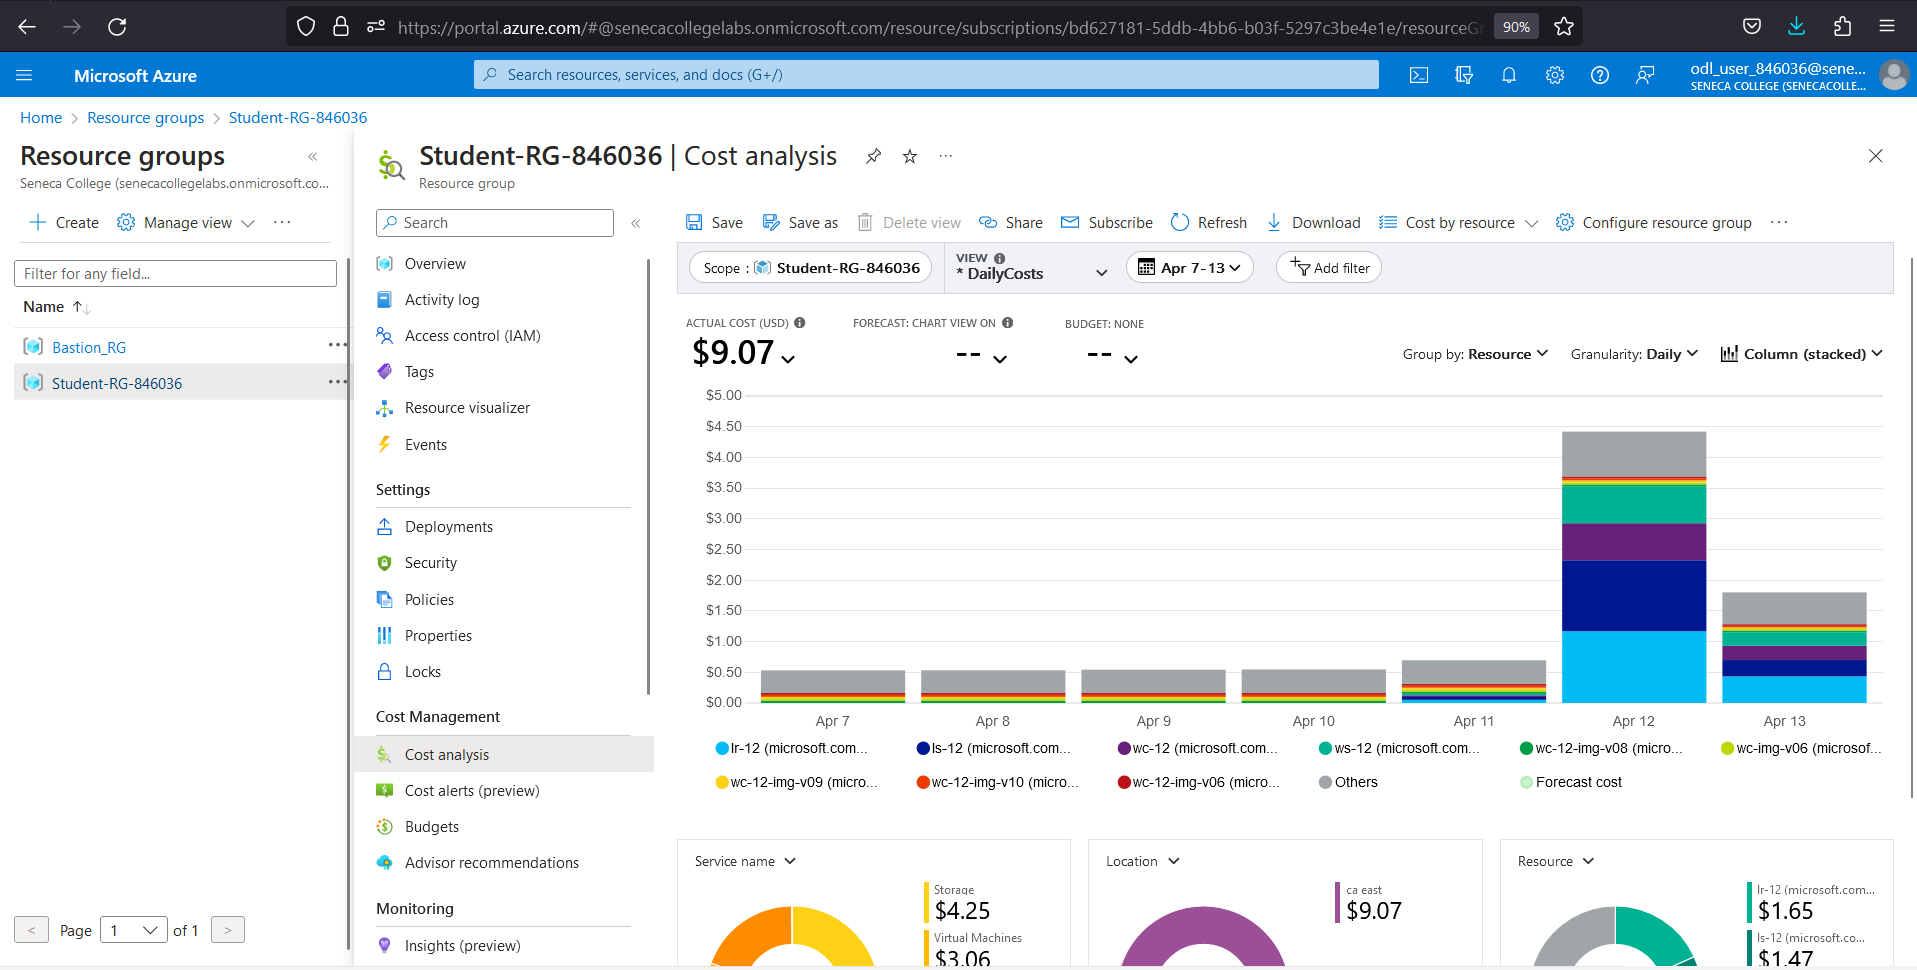 https://portal.azure.com/#@senecacollegelabs.onmicrosoft.com/resource/subscriptions/bd627181-5ddb-4bb6-b03f-5297c3be4e1e/resourceGr
90%
Microsoft Azure
Search resources, services, and docs (G+/)
odl_user_846036@sene...
SENECA COLLEGE (SENECACOLLE...
Home > Resource groups > Student-RG-846036
Resource groups
Seneca College (senecacollegelabs.onmicrosoft.co...
Create
Manage view
Filter for any field...
Name
Bastion_RG
Student-RG-846036
< Page 1 of 1 >
Student-RG-846036 | Cost analysis
Resource group
Search
Overview
Activity log
Access control (IAM)
Tags
Resource visualizer
Events
Settings
Deployments
Security
Policies
Properties
Locks
Cost Management
Cost analysis
Cost alerts (preview)
Budgets
Advisor recommendations
Monitoring
Insights (preview)
Save
Save as
Delete view
Share
Subscribe
Refresh
Download
Cost by resource
Configure resource group
Scope : Student-RG-846036
VIEW
* DailyCosts
Apr 7-13
Add filter
ACTUAL COST (USD)
$9.07
FORECAST: CHART VIEW ON
--
BUDGET: NONE
--
Group by: Resource
Granularity: Daily
Column (stacked)
$5.00
$4.50
$4.00
$3.50
$3.00
$2.50
$2.00
$1.50
$1.00
$0.50
$0.00
Apr 7 Apr 8 Apr 9 Apr 10 Apr 11 Apr 12 Apr 13
lr-12 (microsoft.com... ls-12 (microsoft.com... wc-12 (microsoft.com... ws-12 (microsoft.com... wc-12-img-v08 (micro... wc-img-v06 (microsof...
wc-12-img-v09 (micro... wc-12-img-v10 (micro... wc-12-img-v06 (micro... Others Forecast cost
Service name
Storage
$4.25
Virtual Machines
$3.06
Location
ca east
$9.07
Resource
lr-12 (microsoft.com...
$1.65
ls-12 (microsoft.co...
$1.47